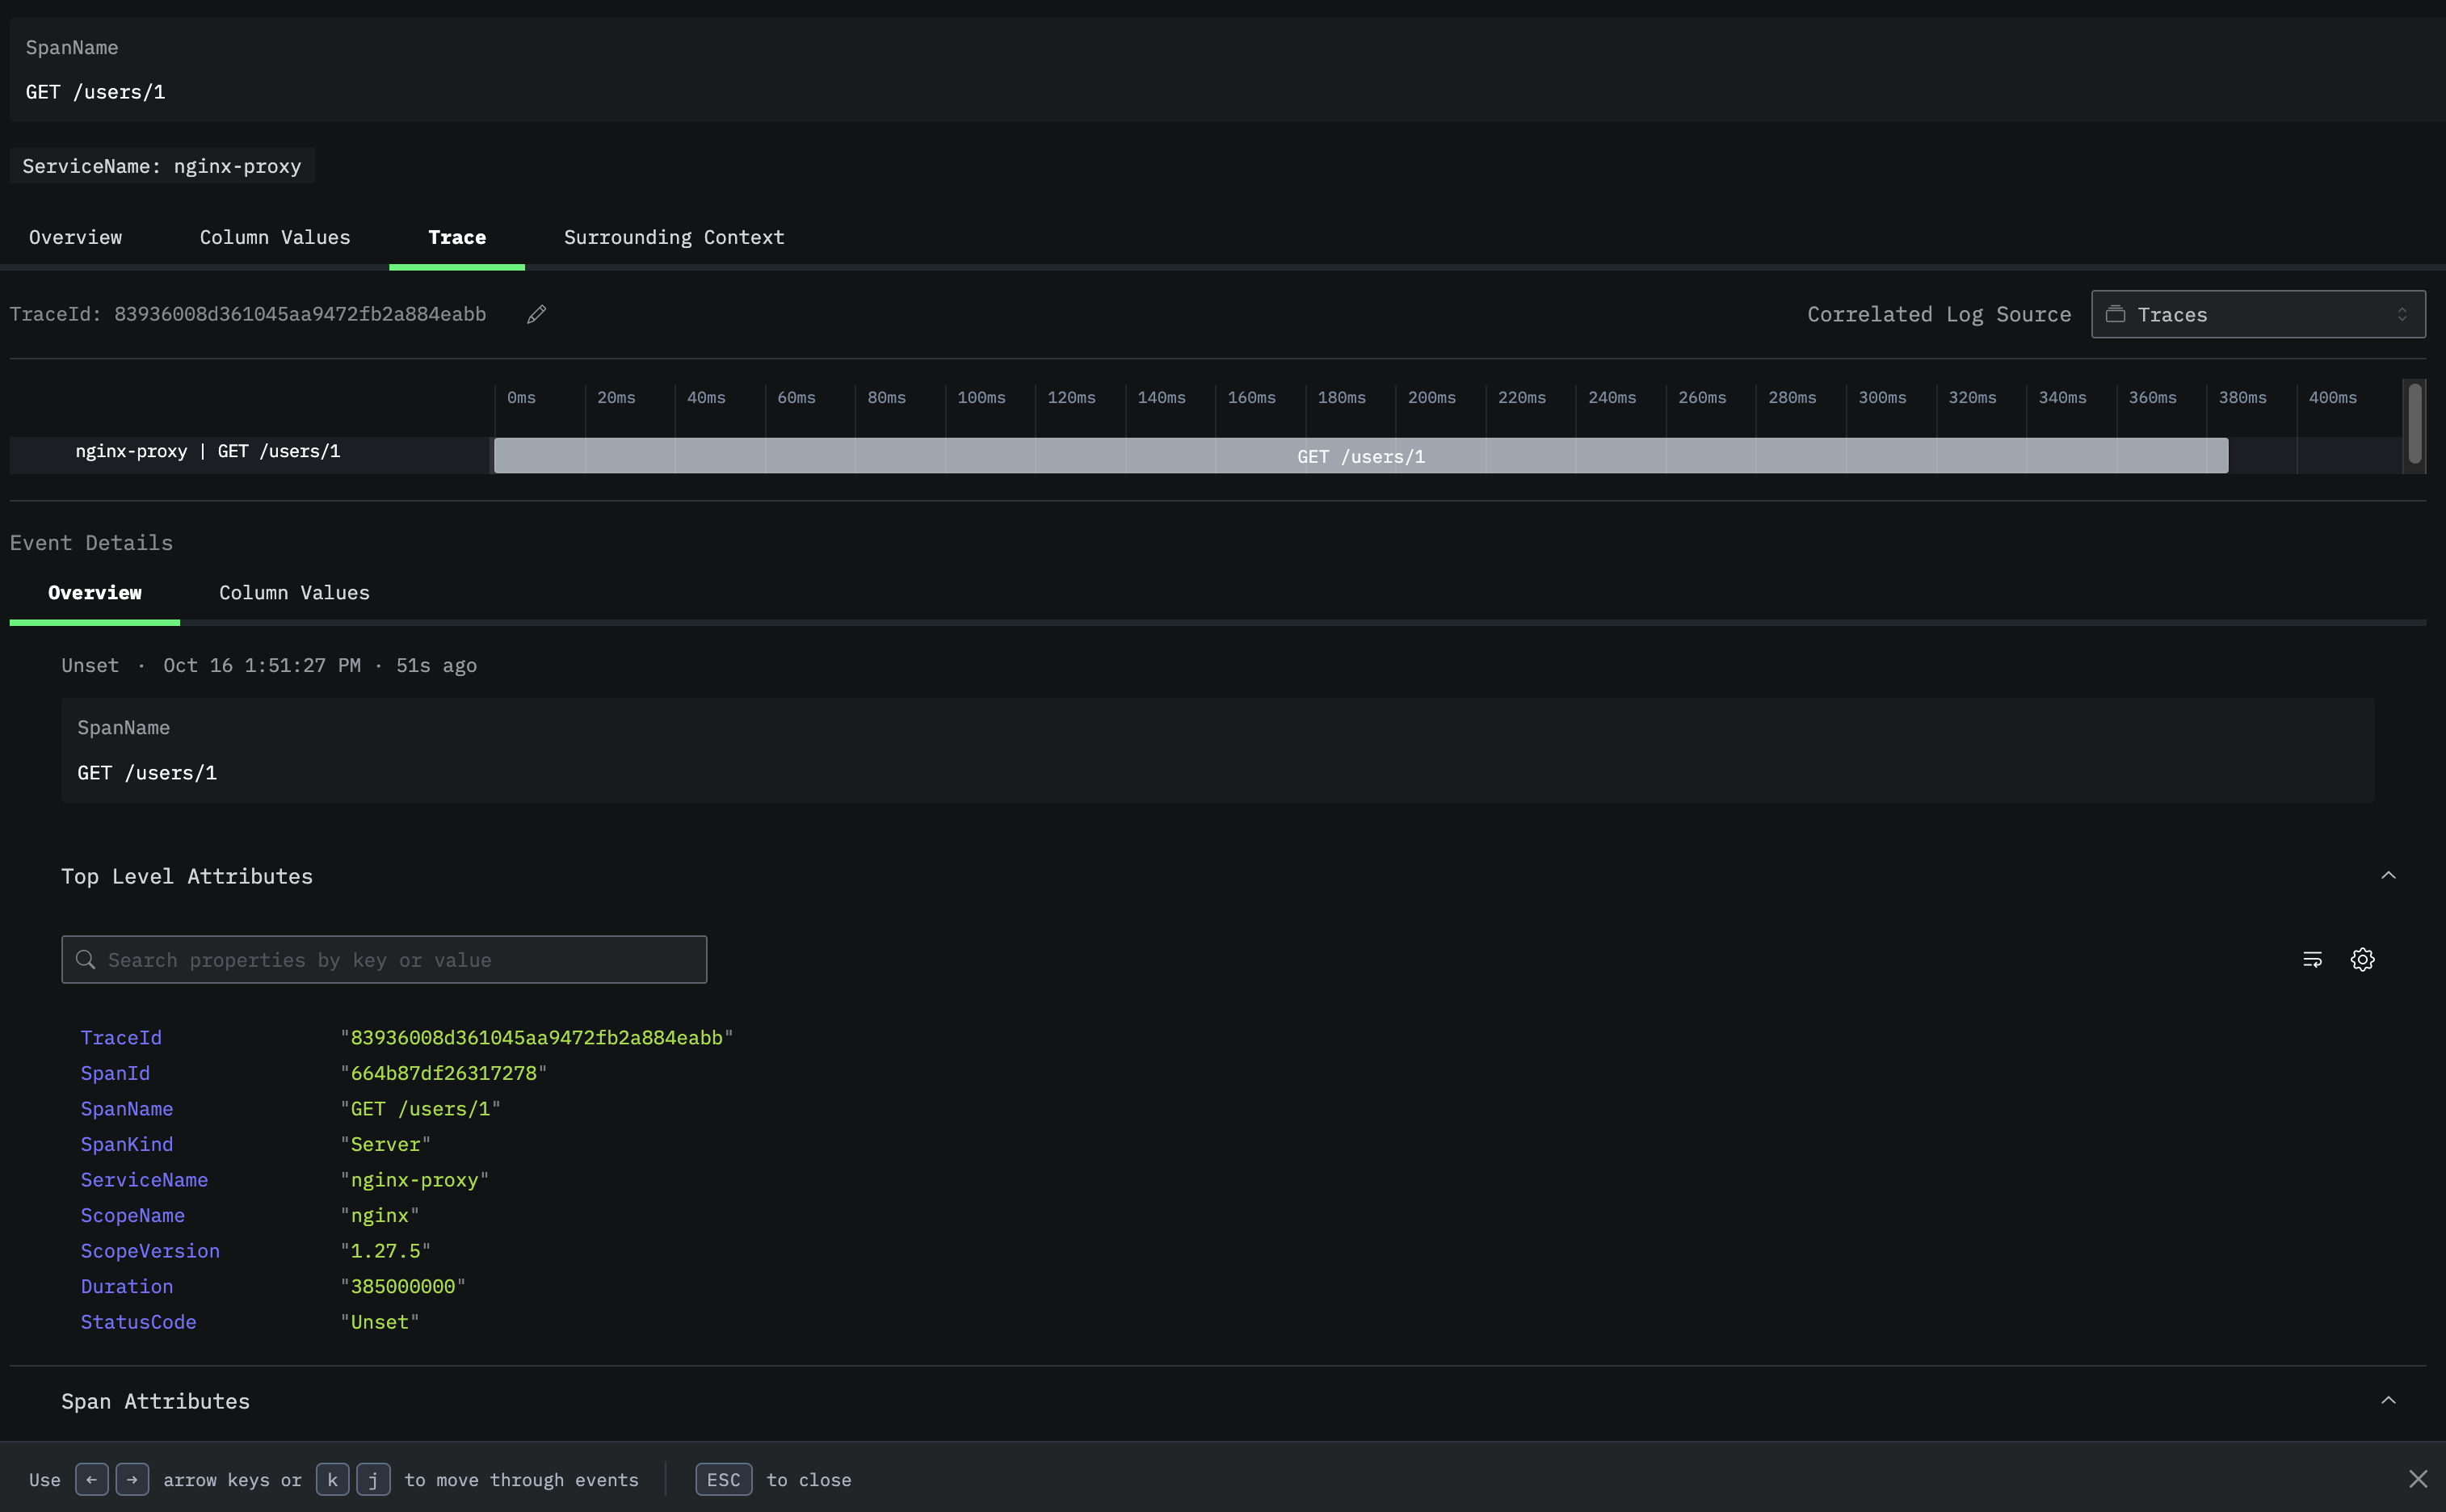 SpanName
GET /users/1
ServiceName: nginx-proxy
Overview Column Values Trace Surrounding Context
TraceId: 83936008d361045aa9472fb2a884eabb Correlated Log Source Traces
0ms 20ms 40ms 60ms 80ms 100ms 120ms 140ms 160ms 180ms 200ms 220ms 240ms 260ms 280ms 300ms 320ms 340ms 360ms 380ms 400ms
nginx-proxy | GET /users/1 GET /users/1
Event Details
Overview Column Values
Unset · Oct 16 1:51:27 PM · 51s ago
SpanName
GET /users/1
Top Level Attributes
Search properties by key or value
TraceId "83936008d361045aa9472fb2a884eabb"
SpanId "664b87df26317278"
SpanName "GET /users/1"
SpanKind "Server"
ServiceName "nginx-proxy"
ScopeName "nginx"
ScopeVersion "1.27.5"
Duration "385000000"
StatusCode "Unset"
Span Attributes
Use ← → arrow keys or k j to move through events ESC to close